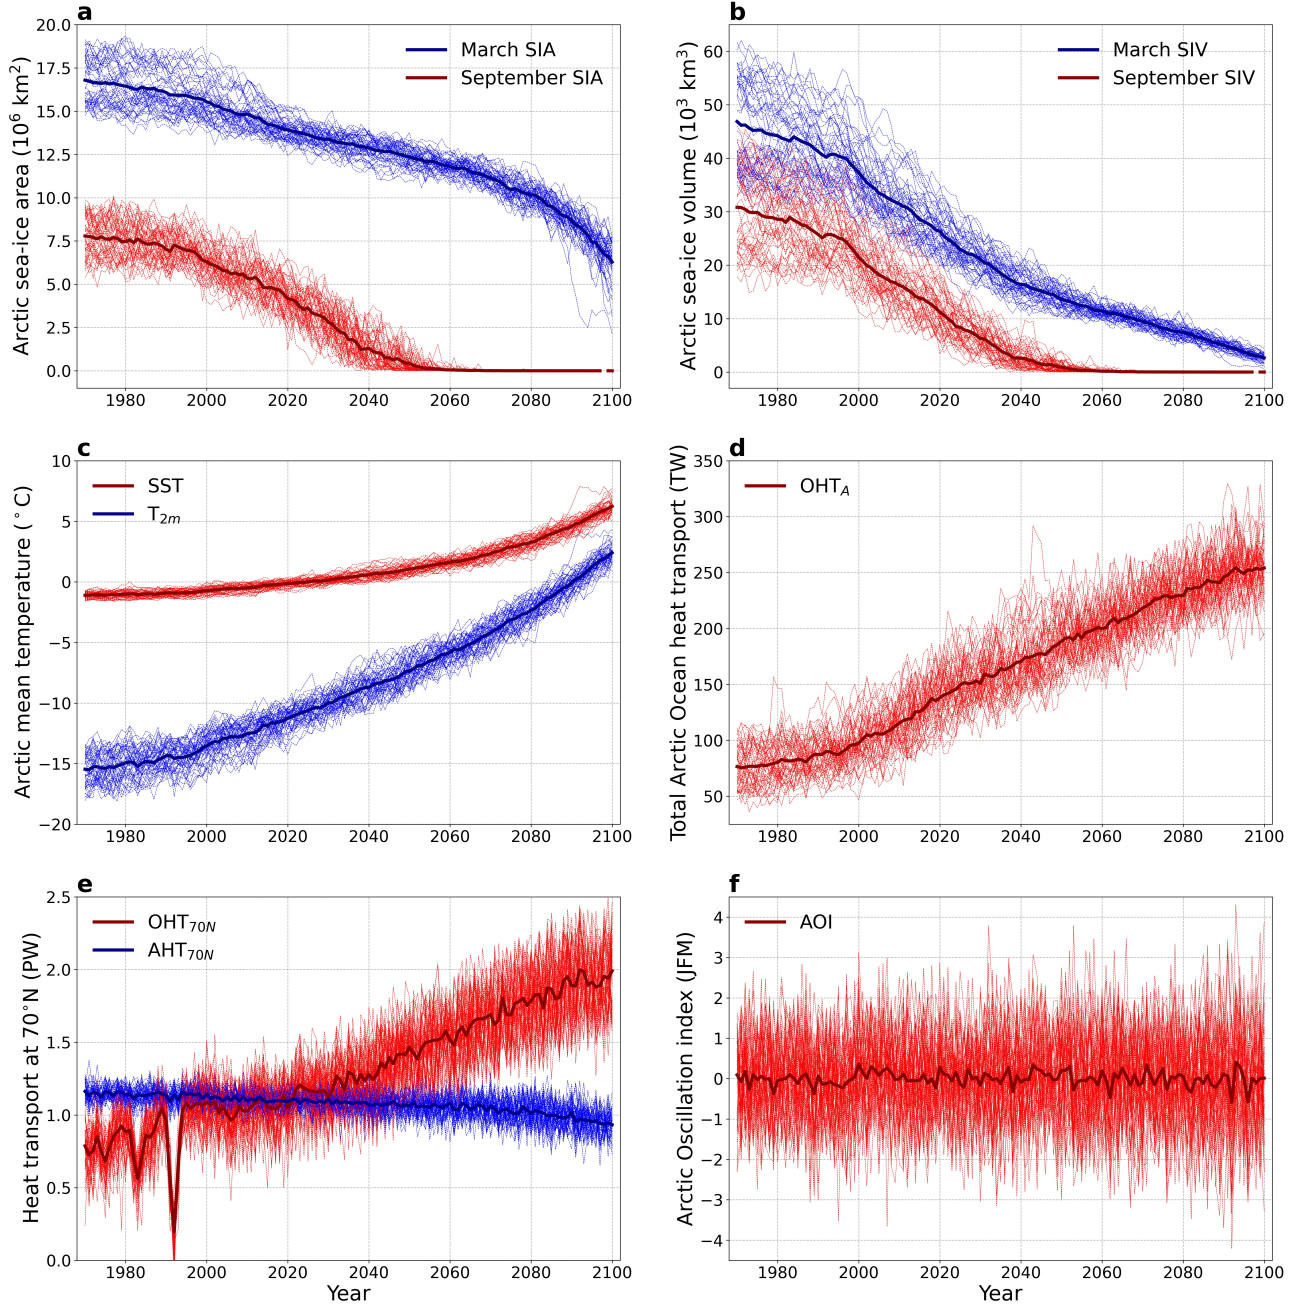 a
Arctic sea-ice area (10⁶ km²)
20.0
17.5
15.0
12.5
10.0
7.5
5.0
2.5
0.0
March SIA
September SIA
1980 2000 2020 2040 2060 2080 2100
b
Arctic sea-ice volume (10³ km³)
60
50
40
30
20
10
0
March SIV
September SIV
1980 2000 2020 2040 2060 2080 2100
c
Arctic mean temperature (°C)
10
5
0
−5
−10
−15
−20
SST
T₂ₘ
1980 2000 2020 2040 2060 2080 2100
d
Total Arctic Ocean heat transport (TW)
350
300
250
200
150
100
50
OHT_A
1980 2000 2020 2040 2060 2080 2100
e
Heat transport at 70°N (PW)
2.5
2.0
1.5
1.0
0.5
0.0
OHT₇₀N
AHT₇₀N
1980 2000 2020 2040 2060 2080 2100
Year
f
Arctic Oscillation index (JFM)
4
3
2
1
0
−1
−2
−3
−4
AOI
1980 2000 2020 2040 2060 2080 2100
Year